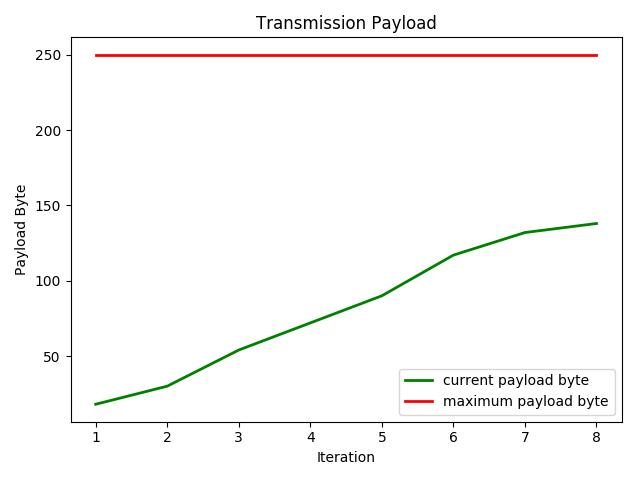 Transmission Payload
250
200
150
100
50
Payload Byte
current payload byte
maximum payload byte
1 2 3 4 5 6 7 8
Iteration